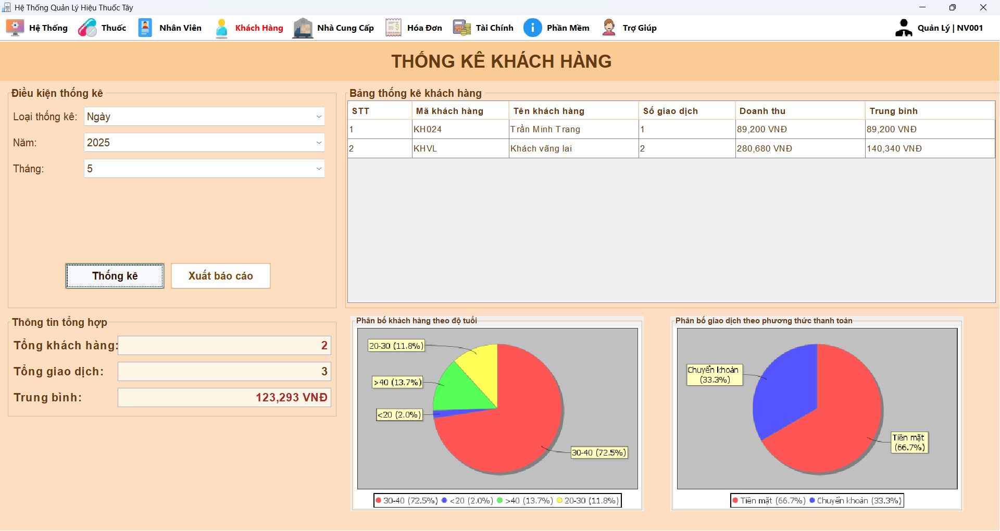 Hệ Thống Quản Lý Hiệu Thuốc Tây
Hệ Thống
Thuốc
Nhân Viên
Khách Hàng
Nhà Cung Cấp
Hóa Đơn
Tài Chính
Phần Mềm
Trợ Giúp
Quản Lý | NV001
THỐNG KÊ KHÁCH HÀNG
Điều kiện thống kê
Loại thống kê: Ngày
Năm: 2025
Tháng: 5
Thống kê
Xuất báo cáo
Bảng thống kê khách hàng
STT Mã khách hàng Tên khách hàng Số giao dịch Doanh thu Trung bình
1 KH024 Trần Minh Trang 1 89,200 VNĐ 89,200 VNĐ
2 KHVL Khách vãng lai 2 280,680 VNĐ 140,340 VNĐ
Thông tin tổng hợp
Tổng khách hàng: 2
Tổng giao dịch: 3
Trung bình: 123,293 VNĐ
Phân bố khách hàng theo độ tuổi
20-30 (11.8%)
>40 (13.7%)
<20 (2.0%)
30-40 (72.5%)
30-40 (72.5%) <20 (2.0%) >40 (13.7%) 20-30 (11.8%)
Phân bố giao dịch theo phương thức thanh toán
Chuyển khoản
(33.3%)
Tiền mặt
(66.7%)
Tiền mặt (66.7%) Chuyển khoản (33.3%)